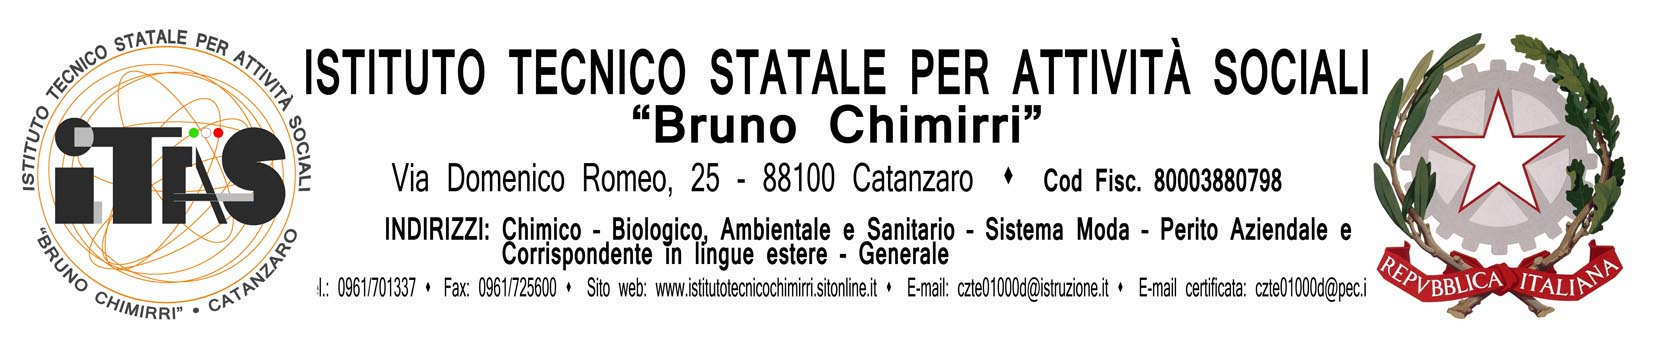 ISTITUTO TECNICO STATALE PER ATTIVITÀ SOCIALI
"BRUNO CHIMIRRI" • CATANZARO
iTAS
ISTITUTO TECNICO STATALE PER ATTIVITÀ SOCIALI
“Bruno Chimirri”
Via Domenico Romeo, 25 - 88100 Catanzaro ♦ Cod Fisc. 80003880798
INDIRIZZI: Chimico - Biologico, Ambientale e Sanitario - Sistema Moda - Perito Aziendale e
Corrispondente in lingue estere - Generale
el.: 0961/701337 ♦ Fax: 0961/725600 ♦ Sito web: www.istitutotecnicochimirri.sitonline.it ♦ E-mail: czte01000d@istruzione.it ♦ E-mail certificata: czte01000d@pec.i
REPVBBLICA ITALIANA